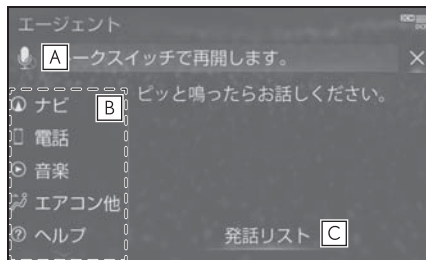 エージェント
A ークスイッチで再開します。
ピッと鳴ったらお話しください。
B
ナビ
電話
音楽
エアコン他
ヘルプ
発話リスト C